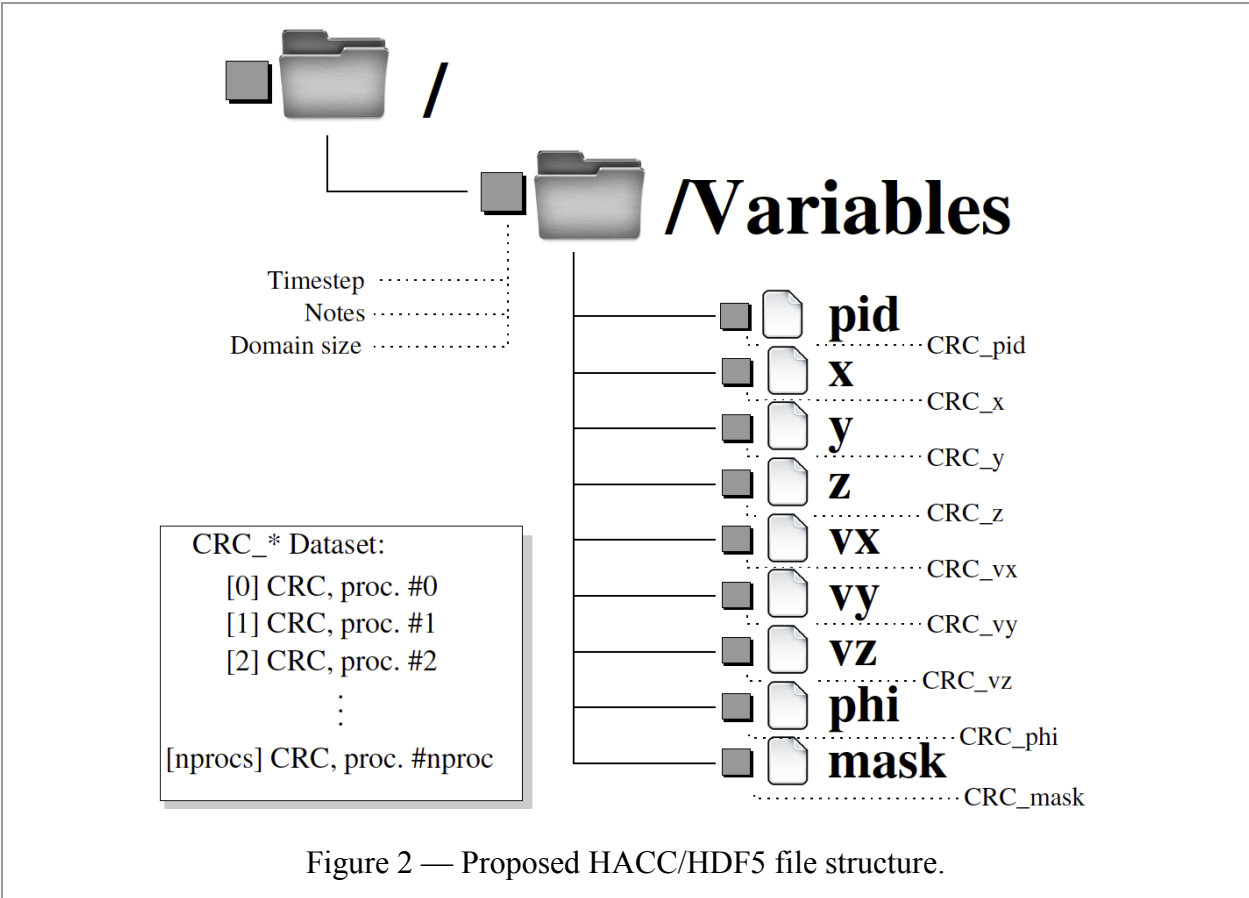 /
/Variables
Timestep
Notes
Domain size
pid
CRC_pid
x
CRC_x
y
CRC_y
z
CRC_z
vx
CRC_vx
vy
CRC_vy
vz
CRC_vz
phi
CRC_phi
mask
CRC_mask
CRC_* Dataset:
[0] CRC, proc. #0
[1] CRC, proc. #1
[2] CRC, proc. #2
⋮
[nprocs] CRC, proc. #nproc
Figure 2 — Proposed HACC/HDF5 file structure.